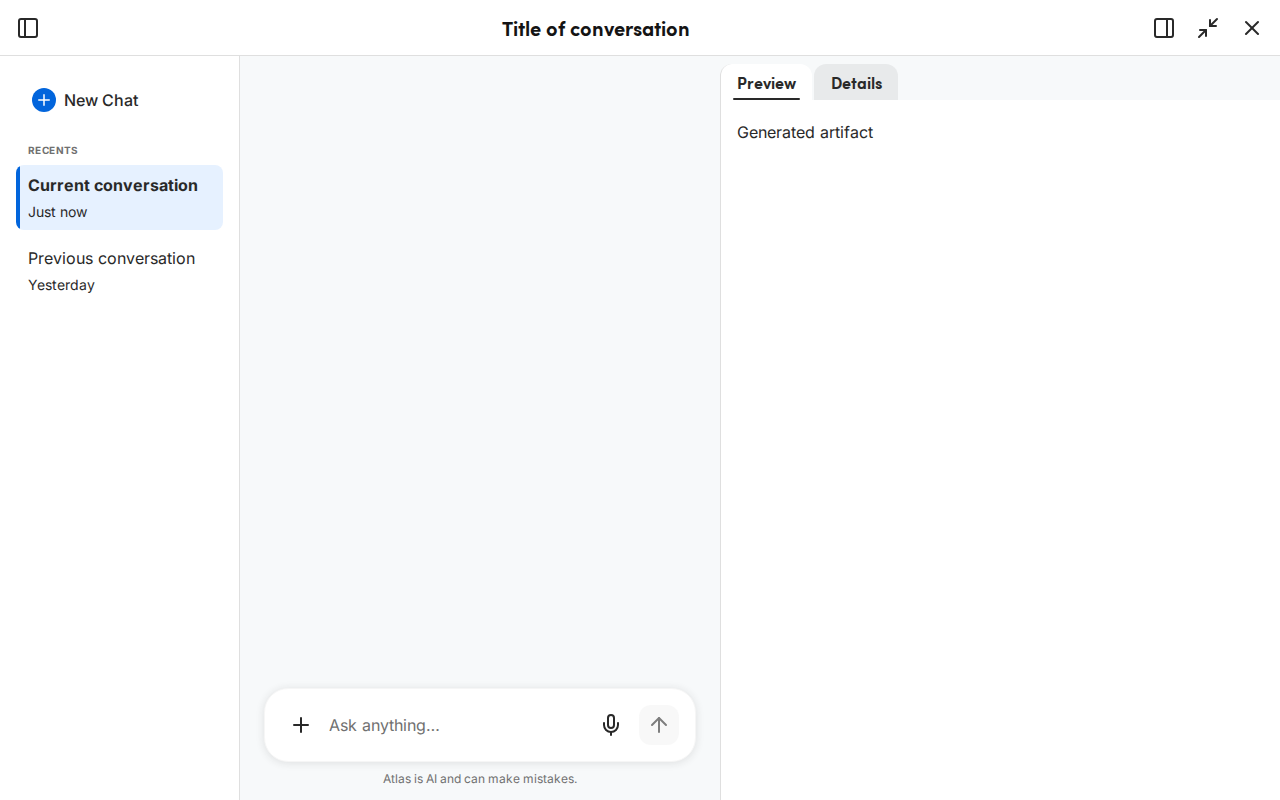 Title of conversation
New Chat
RECENTS
Current conversation
Just now
Previous conversation
Yesterday
Ask anything...
Atlas is AI and can make mistakes.
Preview
Details
Generated artifact